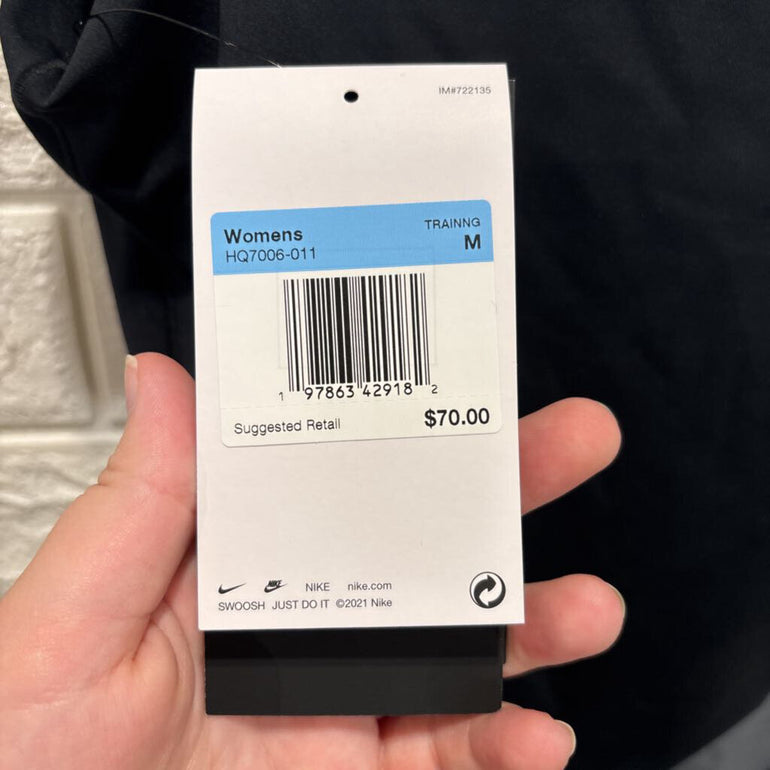 IM#722135
Womens TRAINNG
HQ7006-011 M
1 97863 42918 2
Suggested Retail $70.00
NIKE NIKE nike.com
SWOOSH JUST DO IT ©2021 Nike